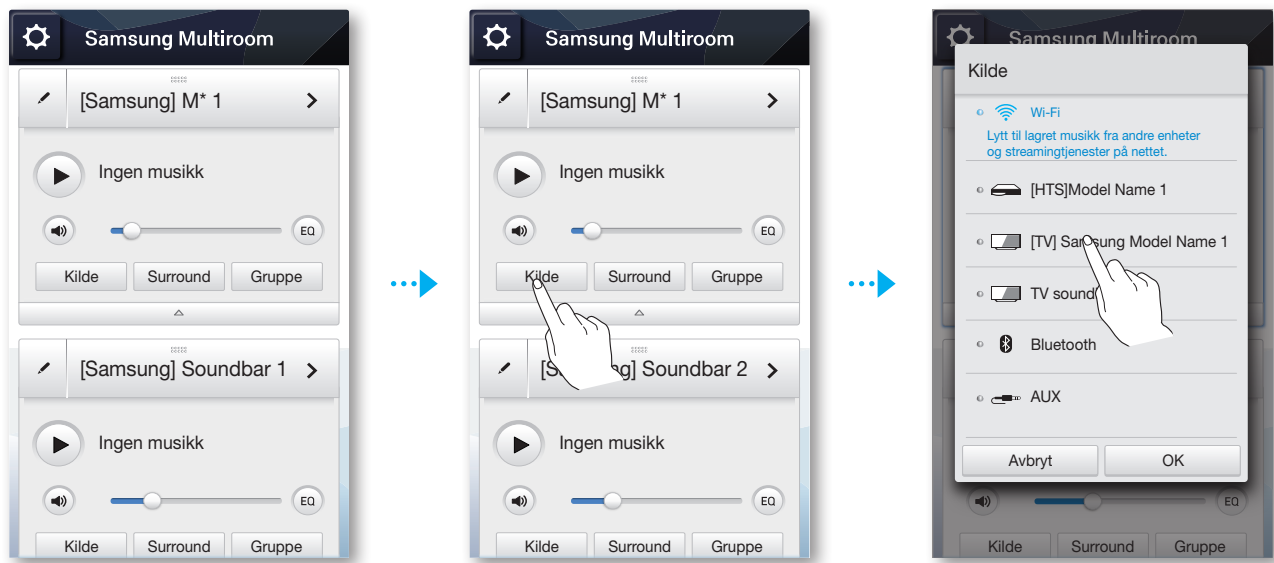 Samsung Multiroom
[Samsung] M* 1
Ingen musikk
EQ
Kilde Surround Gruppe
[Samsung] Soundbar 1
Ingen musikk
EQ
Kilde Surround Gruppe
Samsung Multiroom
[Samsung] M* 1
Ingen musikk
EQ
Kilde Surround Gruppe
Soundbar 2
Ingen musikk
EQ
Kilde Surround Gruppe
Samsung Multiroom
Kilde
Wi-Fi
Lytt til lagret musikk fra andre enheter
og streamingtjenester på nettet.
[HTS]Model Name 1
[TV] Samsung Model Name 1
TV
Bluetooth
AUX
Avbryt OK
EQ
Kilde Surround Gruppe